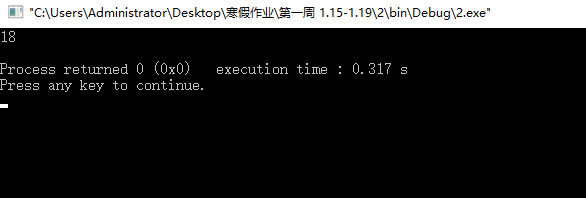 "C:\Users\Administrator\Desktop\寒假作业\第一周 1.15-1.19\2\bin\Debug\2.exe"
18
Process returned 0 (0x0)   execution time : 0.317 s
Press any key to continue.